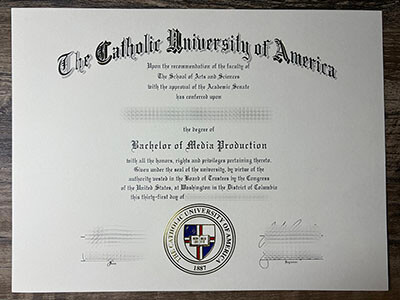 The Catholic University of America
Upon the recommendation of the faculty of
The School of Arts and Sciences
with the approval of the Academic Senate
has conferred upon
the degree of
Bachelor of Media Production
with all the honors, rights and privileges pertaining thereto.
Given under the seal of the university, by virtue of the
authority vested in the Board of Trustees by the Congress
of the United States, at Washington in the District of Columbia
this thirty-first day of
THE CATHOLIC UNIVERSITY OF AMERICA
1887